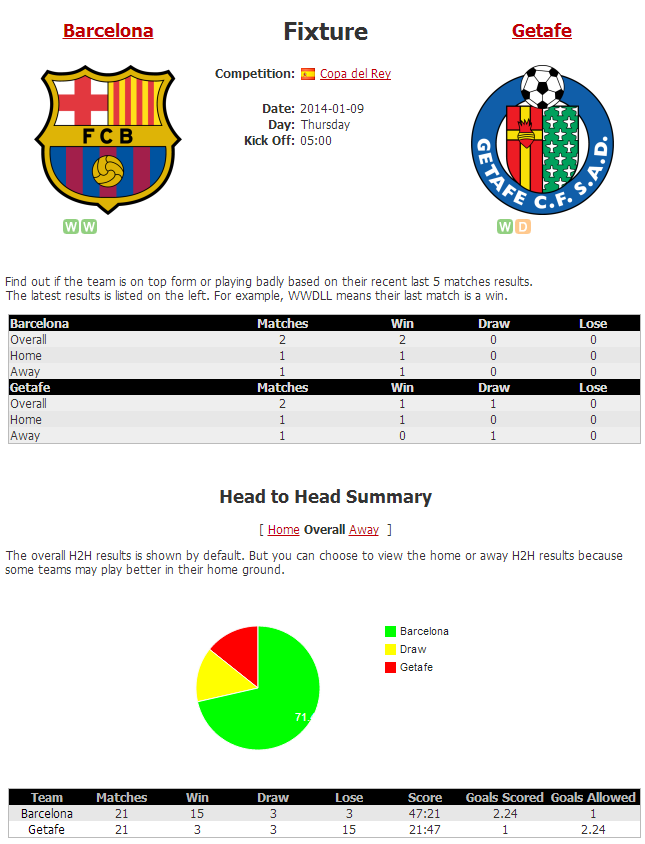 Barcelona
Fixture
Getafe
Competition: Copa del Rey
Date: 2014-01-09
Day: Thursday
Kick Off: 05:00
FCB
GETAFE C.F. S.A.D.
W W
W D
Find out if the team is on top form or playing badly based on their recent last 5 matches results.
The latest results is listed on the left. For example, WWDLL means their last match is a win.
Barcelona Matches Win Draw Lose
Overall 2 2 0 0
Home 1 1 0 0
Away 1 1 0 0
Getafe Matches Win Draw Lose
Overall 2 1 1 0
Home 1 1 0 0
Away 1 0 1 0
Head to Head Summary
[ Home Overall Away ]
The overall H2H results is shown by default. But you can choose to view the home or away H2H results because
some teams may play better in their home ground.
Barcelona
Draw
Getafe
71.
Team Matches Win Draw Lose Score Goals Scored Goals Allowed
Barcelona 21 15 3 3 47:21 2.24 1
Getafe 21 3 3 15 21:47 1 2.24